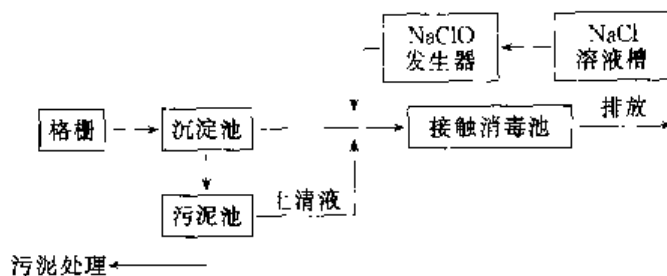 NaClO
发生器
NaCl
溶液槽
格栅
沉淀池
接触消毒池
排放
污泥池
上清液
污泥处理